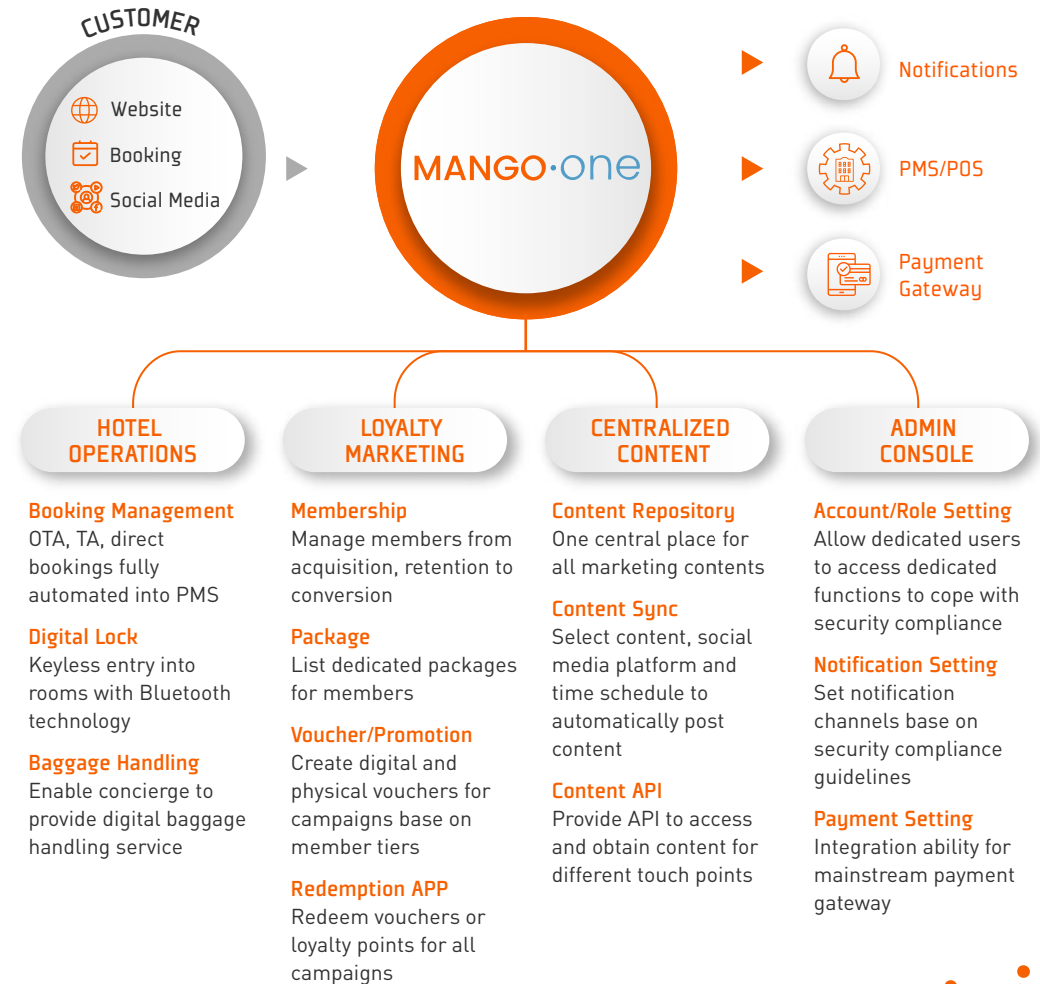 CUSTOMER
Website
Booking
Social Media
MANGO·one
Notifications
PMS/POS
Payment
Gateway
HOTEL
OPERATIONS
Booking Management
OTA, TA, direct
bookings fully
automated into PMS
Digital Lock
Keyless entry into
rooms with Bluetooth
technology
Baggage Handling
Enable concierge to
provide digital baggage
handling service
LOYALTY
MARKETING
Membership
Manage members from
acquisition, retention to
conversion
Package
List dedicated packages
for members
Voucher/Promotion
Create digital and
physical vouchers for
campaigns base on
member tiers
Redemption APP
Redeem vouchers or
loyalty points for all
campaigns
CENTRALIZED
CONTENT
Content Repository
One central place for
all marketing contents
Content Sync
Select content, social
media platform and
time schedule to
automatically post
content
Content API
Provide API to access
and obtain content for
different touch points
ADMIN
CONSOLE
Account/Role Setting
Allow dedicated users
to access dedicated
functions to cope with
security compliance
Notification Setting
Set notification
channels base on
security compliance
guidelines
Payment Setting
Integration ability for
mainstream payment
gateway